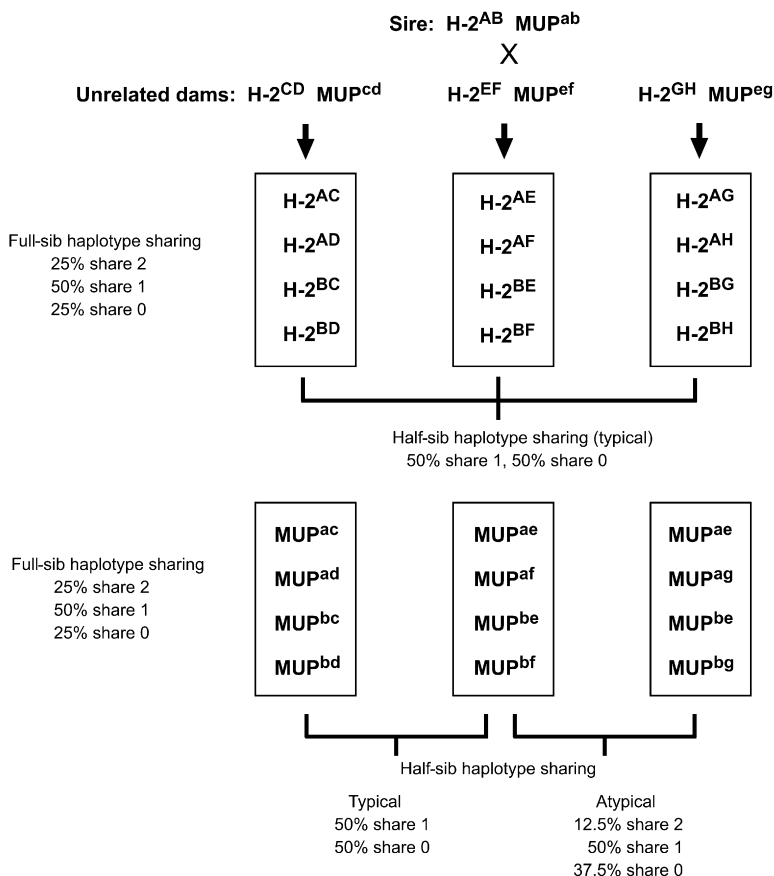 Sire: H-2AB MUPab
X
Unrelated dams: H-2CD MUPcd H-2EF MUPef H-2GH MUPeg
H-2AC
H-2AD
H-2BC
H-2BD
H-2AE
H-2AF
H-2BE
H-2BF
H-2AG
H-2AH
H-2BG
H-2BH
Full-sib haplotype sharing
25% share 2
50% share 1
25% share 0
Half-sib haplotype sharing (typical)
50% share 1, 50% share 0
MUPac
MUPad
MUPbc
MUPbd
MUPae
MUPaf
MUPbe
MUPbf
MUPae
MUPag
MUPbe
MUPbg
Full-sib haplotype sharing
25% share 2
50% share 1
25% share 0
Half-sib haplotype sharing
Typical
50% share 1
50% share 0
Atypical
12.5% share 2
50% share 1
37.5% share 0